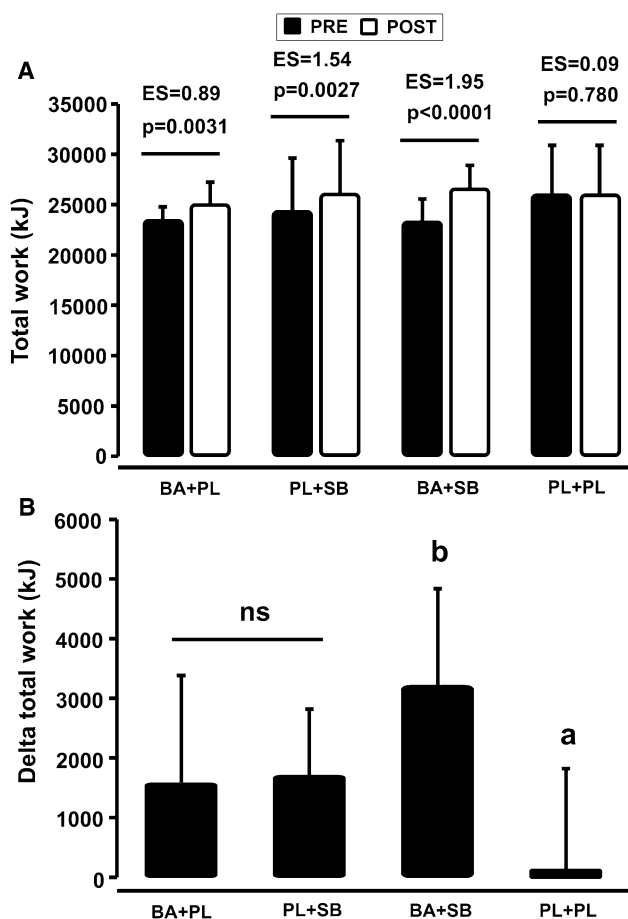 PRE POST
A
ES=0.89
p=0.0031
ES=1.54
p=0.0027
ES=1.95
p<0.0001
ES=0.09
p=0.780
Total work (kJ)
35000
30000
25000
20000
15000
10000
5000
0
BA+PL PL+SB BA+SB PL+PL
B
Delta total work (kJ)
6000
5000
4000
3000
2000
1000
0
ns
b
a
BA+PL PL+SB BA+SB PL+PL